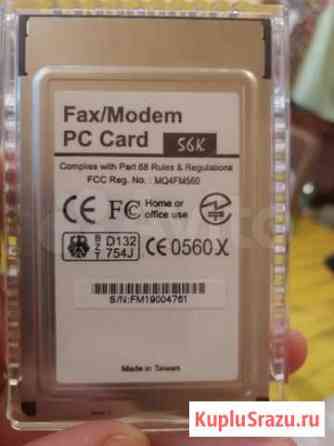 Fax/Modem
PC Card 56K
Complies with Part 68 Rules & Regulations
FCC Reg. No. : MQ4FM560
CE FC Home or
office use
B
Z
T
D132
754J
CE 0560 X
S/N:FM19004761
Made in Taiwan
KupluSrazu.ru